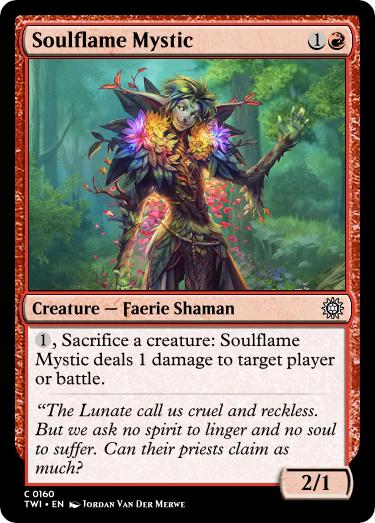 Soulflame Mystic 1
Creature — Faerie Shaman
1, Sacrifice a creature: Soulflame
Mystic deals 1 damage to target player
or battle.
“The Lunate call us cruel and reckless.
But we ask no spirit to linger and no soul
to suffer. Can their priests claim as
much?”
2/1
C 0160
TWI • EN Jordan Van Der Merwe